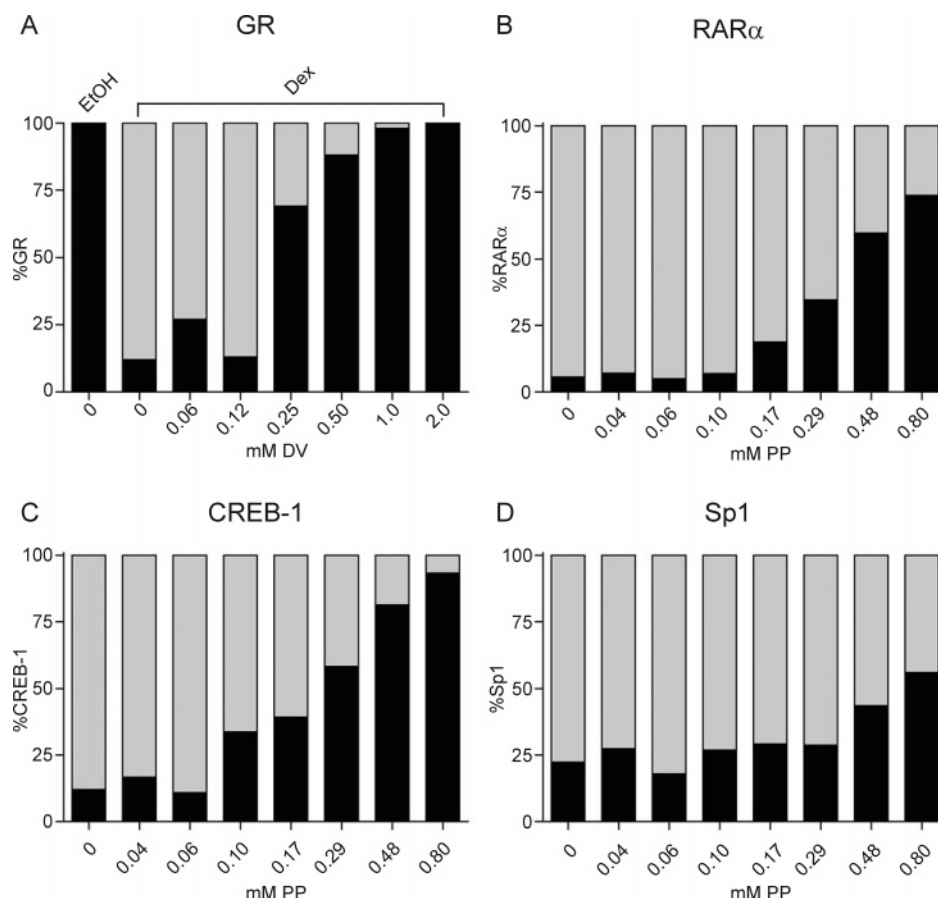 A GR
EtOH
Dex
100
75
50
25
0
%GR
0 0 0.06 0.12 0.25 0.50 1.0 2.0
mM DV
B RARα
100
75
50
25
0
%RARα
0 0.04 0.06 0.10 0.17 0.29 0.48 0.80
mM PP
C CREB-1
100
75
50
25
0
%CREB-1
0 0.04 0.06 0.10 0.17 0.29 0.48 0.80
mM PP
D Sp1
100
75
50
25
0
%Sp1
0 0.04 0.06 0.10 0.17 0.29 0.48 0.80
mM PP